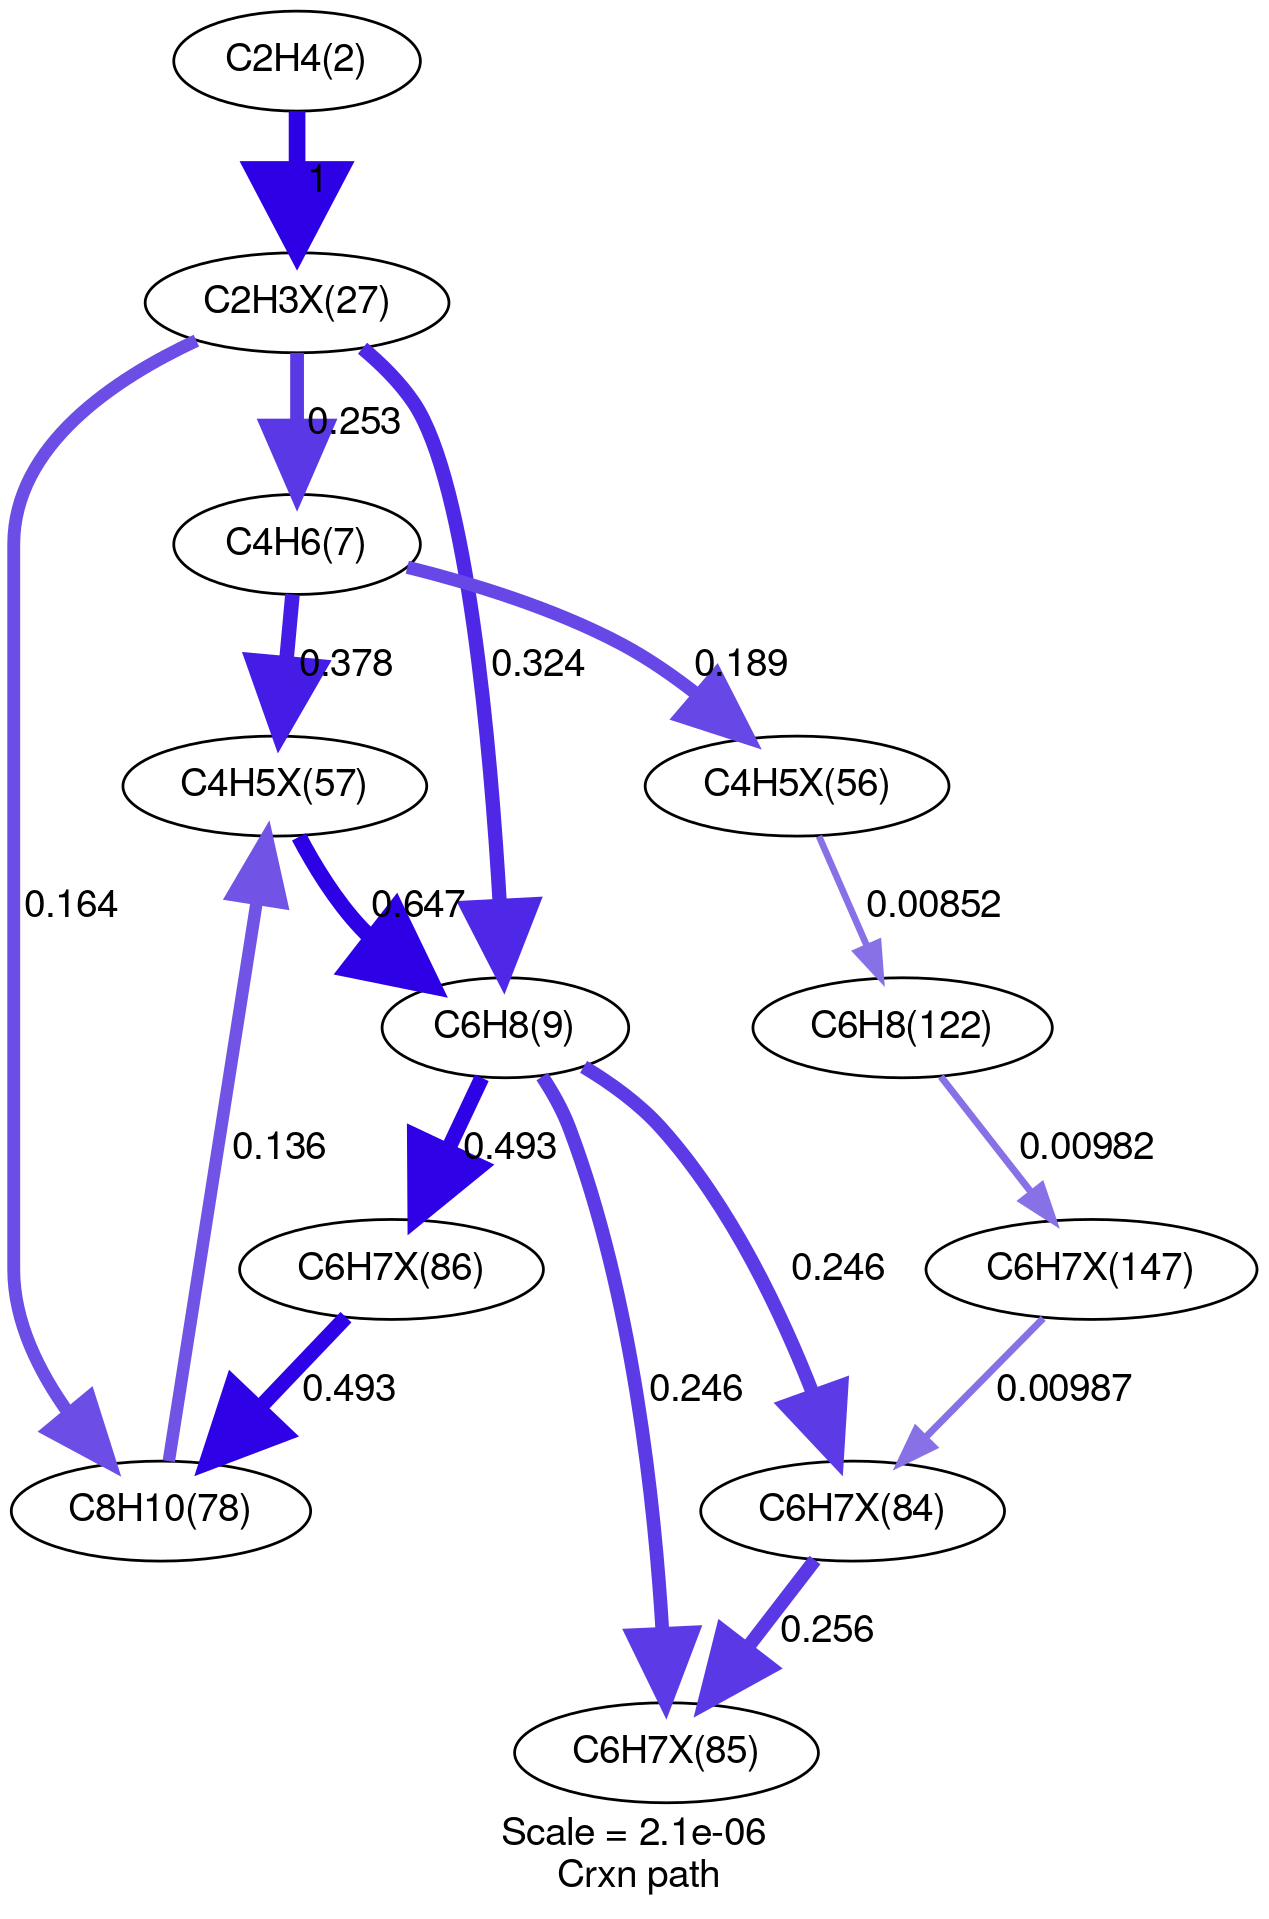 C2H4(2)
1
C2H3X(27)
0.253
C4H6(7)
0.378
0.324
0.189
C4H5X(57)
C4H5X(56)
0.164
0.647
0.00852
C6H8(9)
C6H8(122)
0.136
0.493
0.00982
C6H7X(86)
0.246
C6H7X(147)
0.493
0.246
0.00987
C8H10(78)
C6H7X(84)
0.256
C6H7X(85)
Scale = 2.1e-06
Crxn path